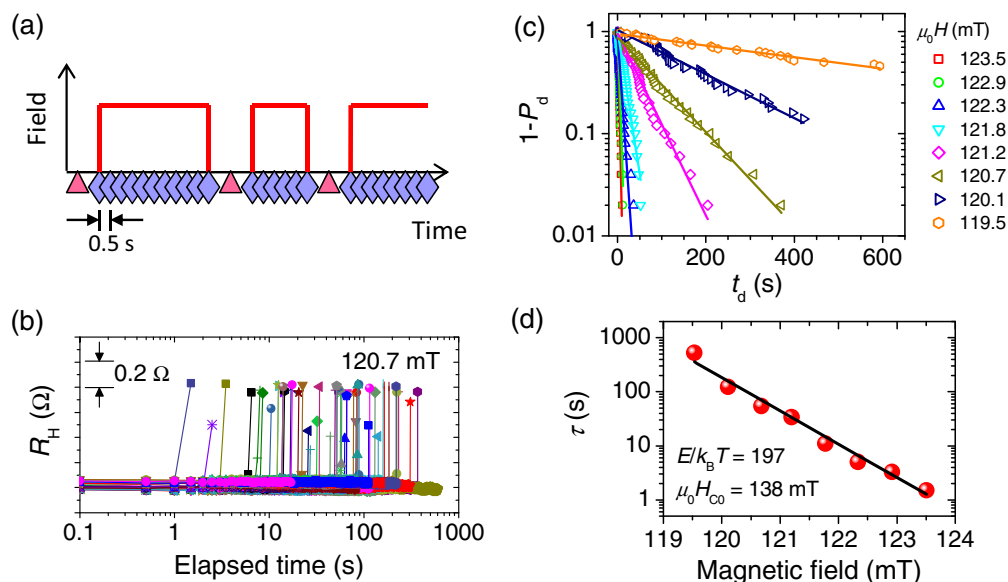 (a)
Field
0.5 s
Time
(b)
120.7 mT
0.2 Ω
R_H (Ω)
0.1 1 10 100 1000
Elapsed time (s)
(c)
1
0.1
0.01
1-P_d
0 200 400 600
t_d (s)
μ₀H (mT)
123.5
122.9
122.3
121.8
121.2
120.7
120.1
119.5
(d)
1000
100
10
1
τ (s)
E/k_BT = 197
μ₀H_C0 = 138 mT
119 120 121 122 123 124
Magnetic field (mT)